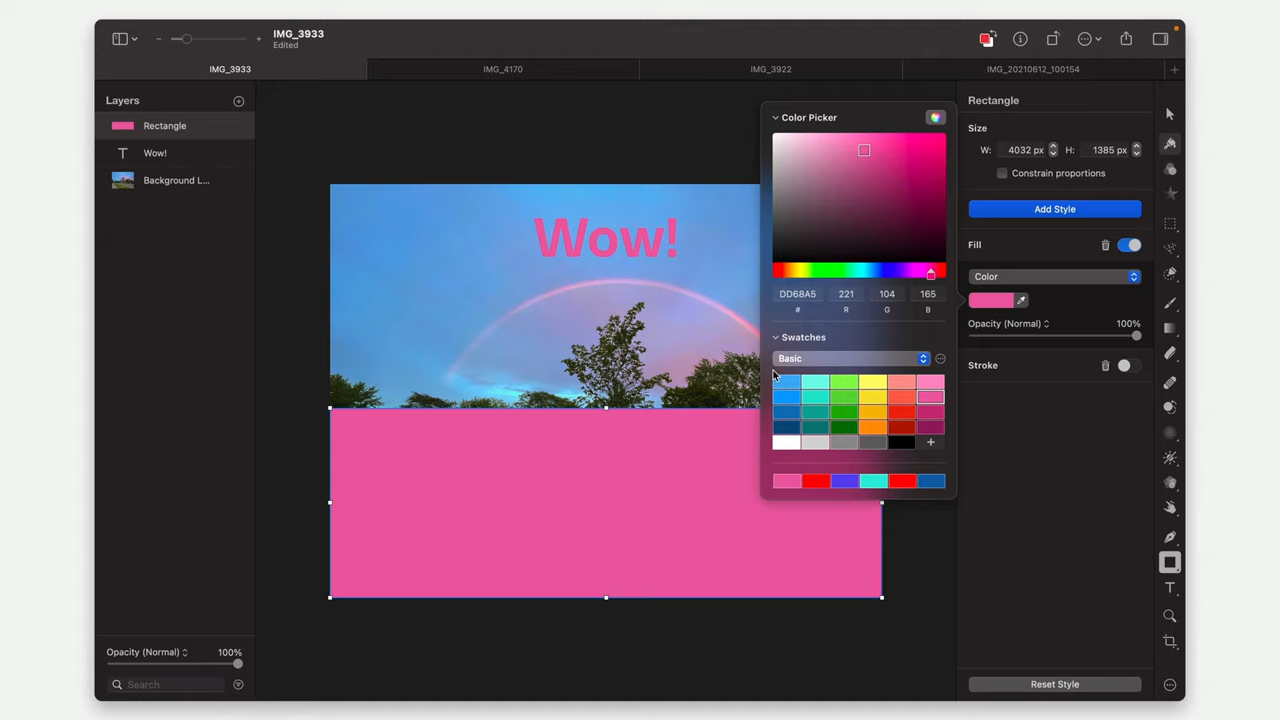 IMG_3933
Edited
IMG_3933
IMG_4170
IMG_3922
IMG_20210612_100154
Layers
Rectangle
Wow!
Background L...
Opacity (Normal) 100%
Search
Wow!
Color Picker
DD68A5 221 104 165
# R G B
Swatches
Basic
Rectangle
Size
W: 4032 px H: 1385 px
Constrain proportions
Add Style
Fill
Color
Opacity (Normal) 100%
Stroke
Reset Style